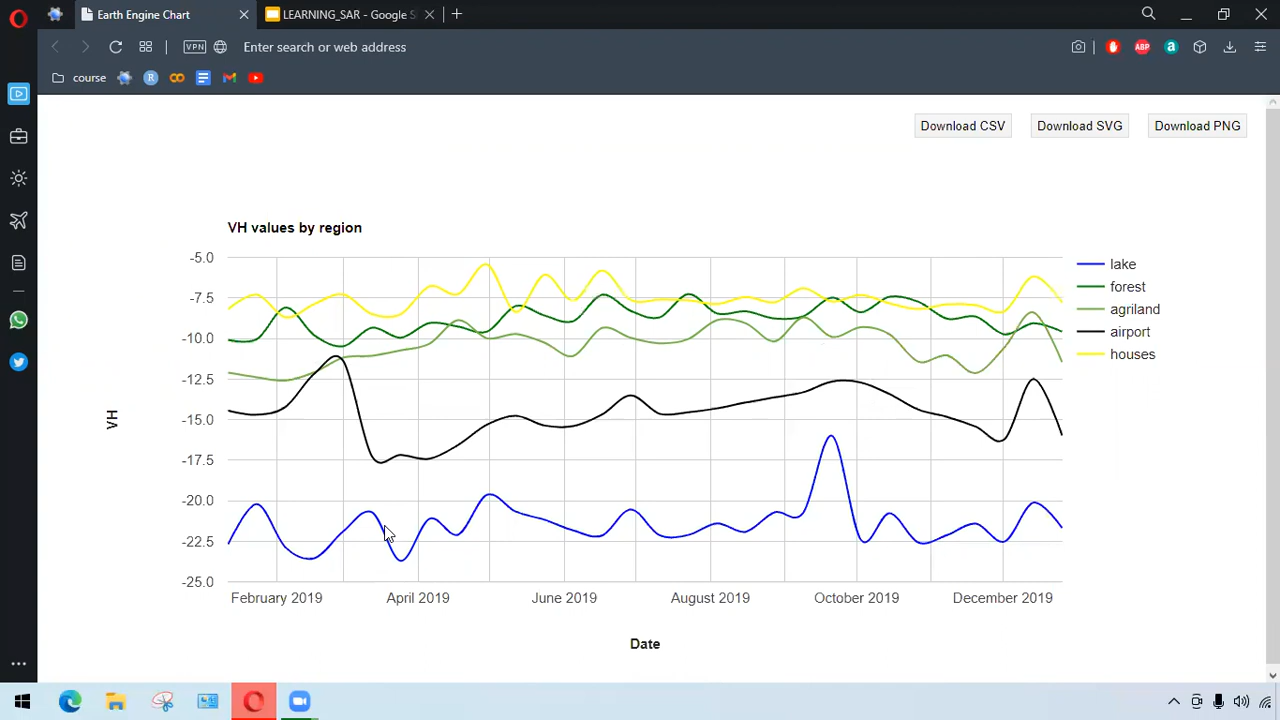 Earth Engine Chart
LEARNING_SAR - Google S
VPN
Enter search or web address
ABP
a
course
R
Download CSV
Download SVG
Download PNG
VH values by region
-5.0
-7.5
-10.0
-12.5
-15.0
-17.5
-20.0
-22.5
-25.0
VH
lake
forest
agriland
airport
houses
February 2019
April 2019
June 2019
August 2019
October 2019
December 2019
Date